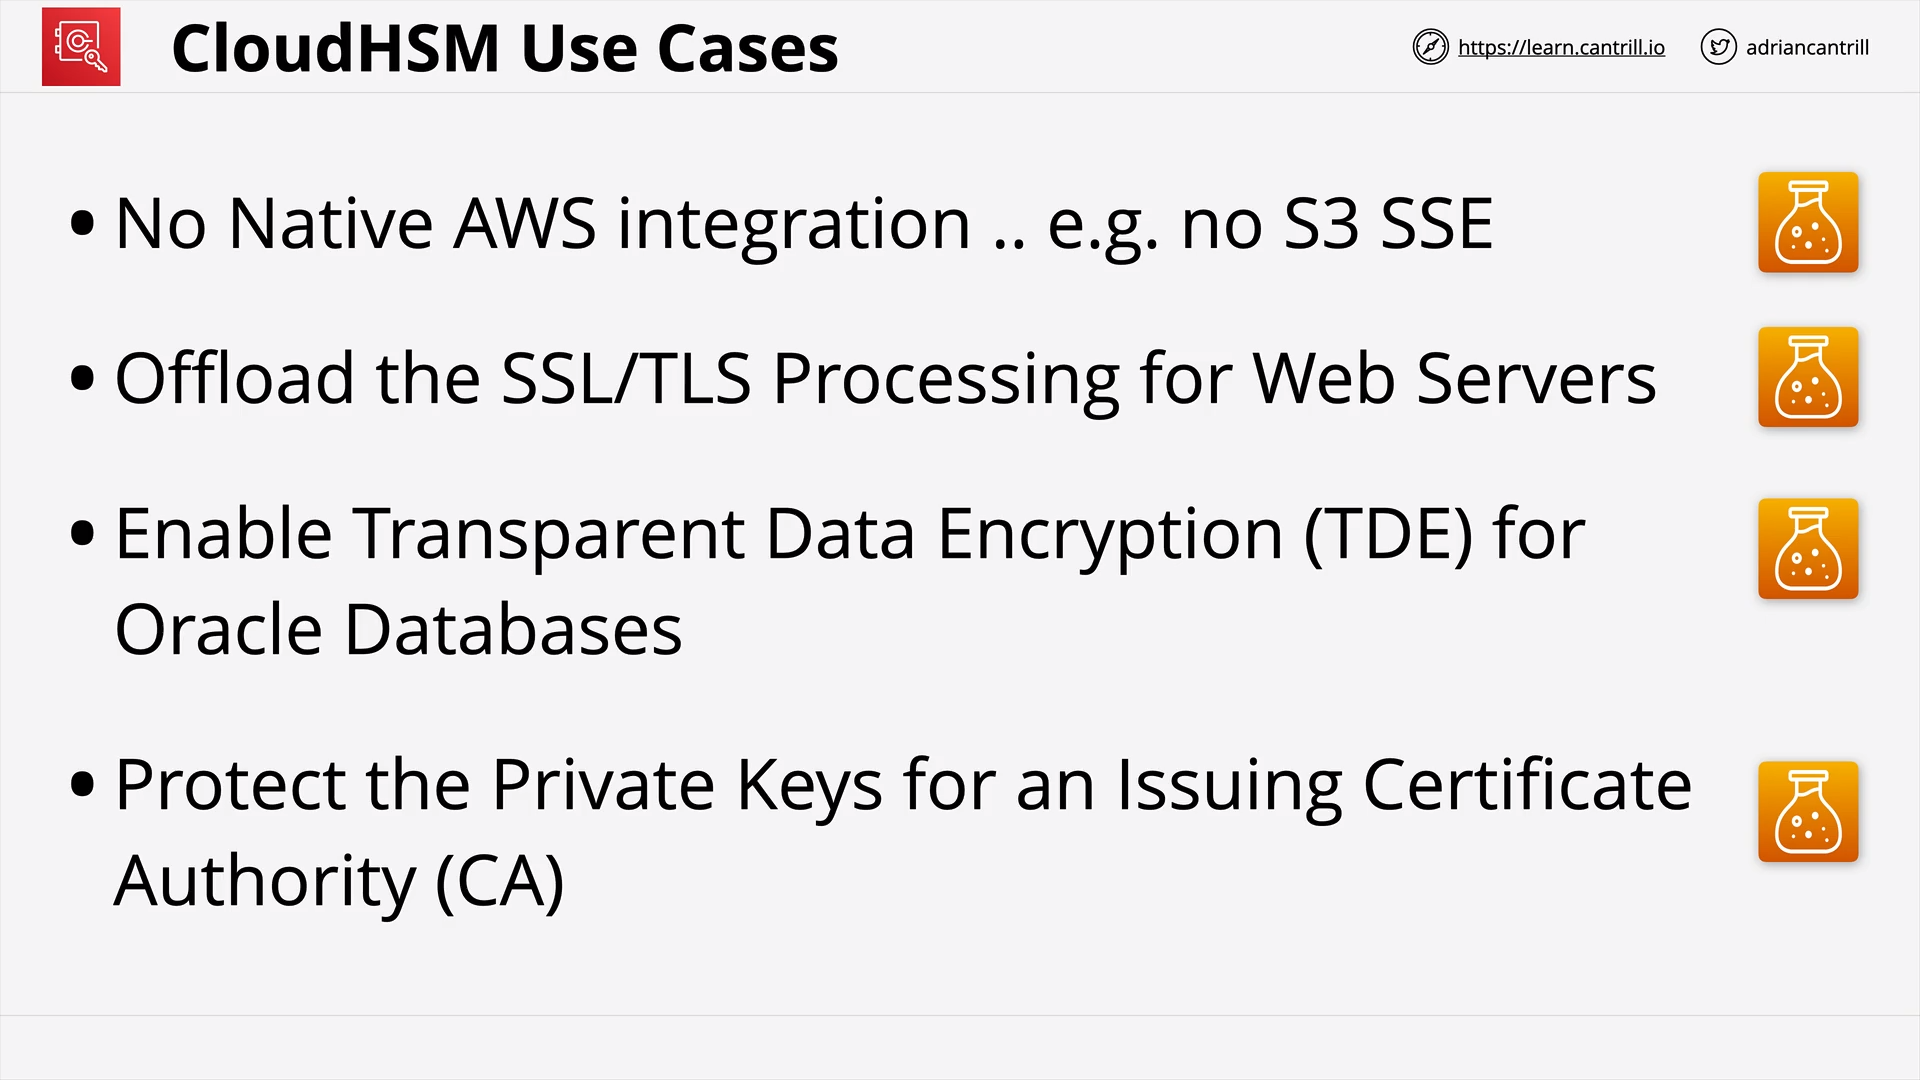 CloudHSM Use Cases
https://learn.cantrill.io
adriancantrill
• No Native AWS integration .. e.g. no S3 SSE
• Offload the SSL/TLS Processing for Web Servers
• Enable Transparent Data Encryption (TDE) for
Oracle Databases
• Protect the Private Keys for an Issuing Certificate
Authority (CA)